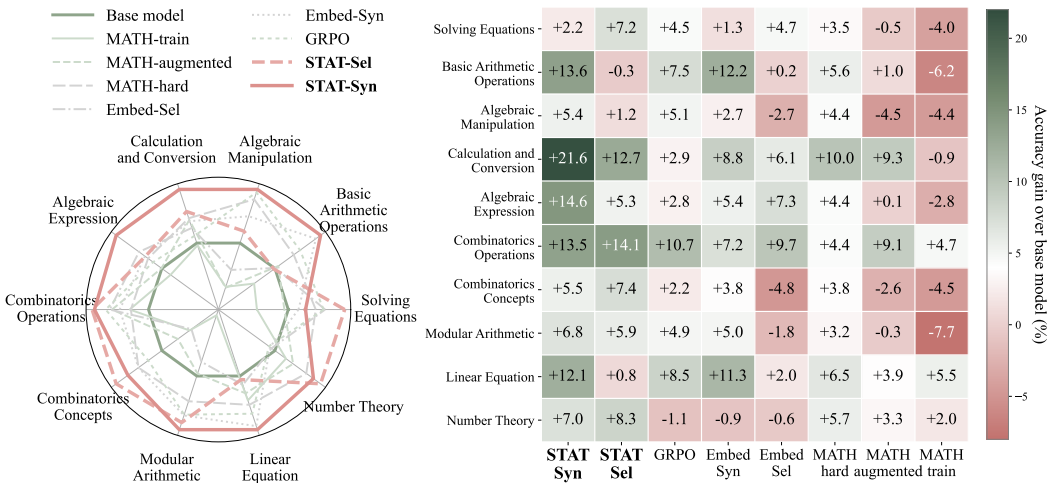 Base model
MATH-train
MATH-augmented
MATH-hard
Embed-Sel
Embed-Syn
GRPO
STAT-Sel
STAT-Syn
Calculation
and Conversion
Algebraic
Manipulation
Basic
Arithmetic
Operations
Algebraic
Expression
Combinatorics
Operations
Solving
Equations
Combinatorics
Concepts
Number Theory
Modular
Arithmetic
Linear
Equation
Solving Equations +2.2 +7.2 +4.5 +1.3 +4.7 +3.5 -0.5 -4.0
Basic Arithmetic
Operations +13.6 -0.3 +7.5 +12.2 +0.2 +5.6 +1.0 -6.2
Algebraic
Manipulation +5.4 +1.2 +5.1 +2.7 -2.7 +4.4 -4.5 -4.4
Calculation and
Conversion +21.6 +12.7 +2.9 +8.8 +6.1 +10.0 +9.3 -0.9
Algebraic
Expression +14.6 +5.3 +2.8 +5.4 +7.3 +4.4 +0.1 -2.8
Combinatorics
Operations +13.5 +14.1 +10.7 +7.2 +9.7 +4.4 +9.1 +4.7
Combinatorics
Concepts +5.5 +7.4 +2.2 +3.8 -4.8 +3.8 -2.6 -4.5
Modular Arithmetic +6.8 +5.9 +4.9 +5.0 -1.8 +3.2 -0.3 -7.7
Linear Equation +12.1 +0.8 +8.5 +11.3 +2.0 +6.5 +3.9 +5.5
Number Theory +7.0 +8.3 -1.1 -0.9 -0.6 +5.7 +3.3 +2.0
STAT STAT GRPO Embed Embed MATH MATH MATH
Syn Sel Syn Sel hard augmented train
20
15
10
5
0
−5
Accuracy gain over base model (%)